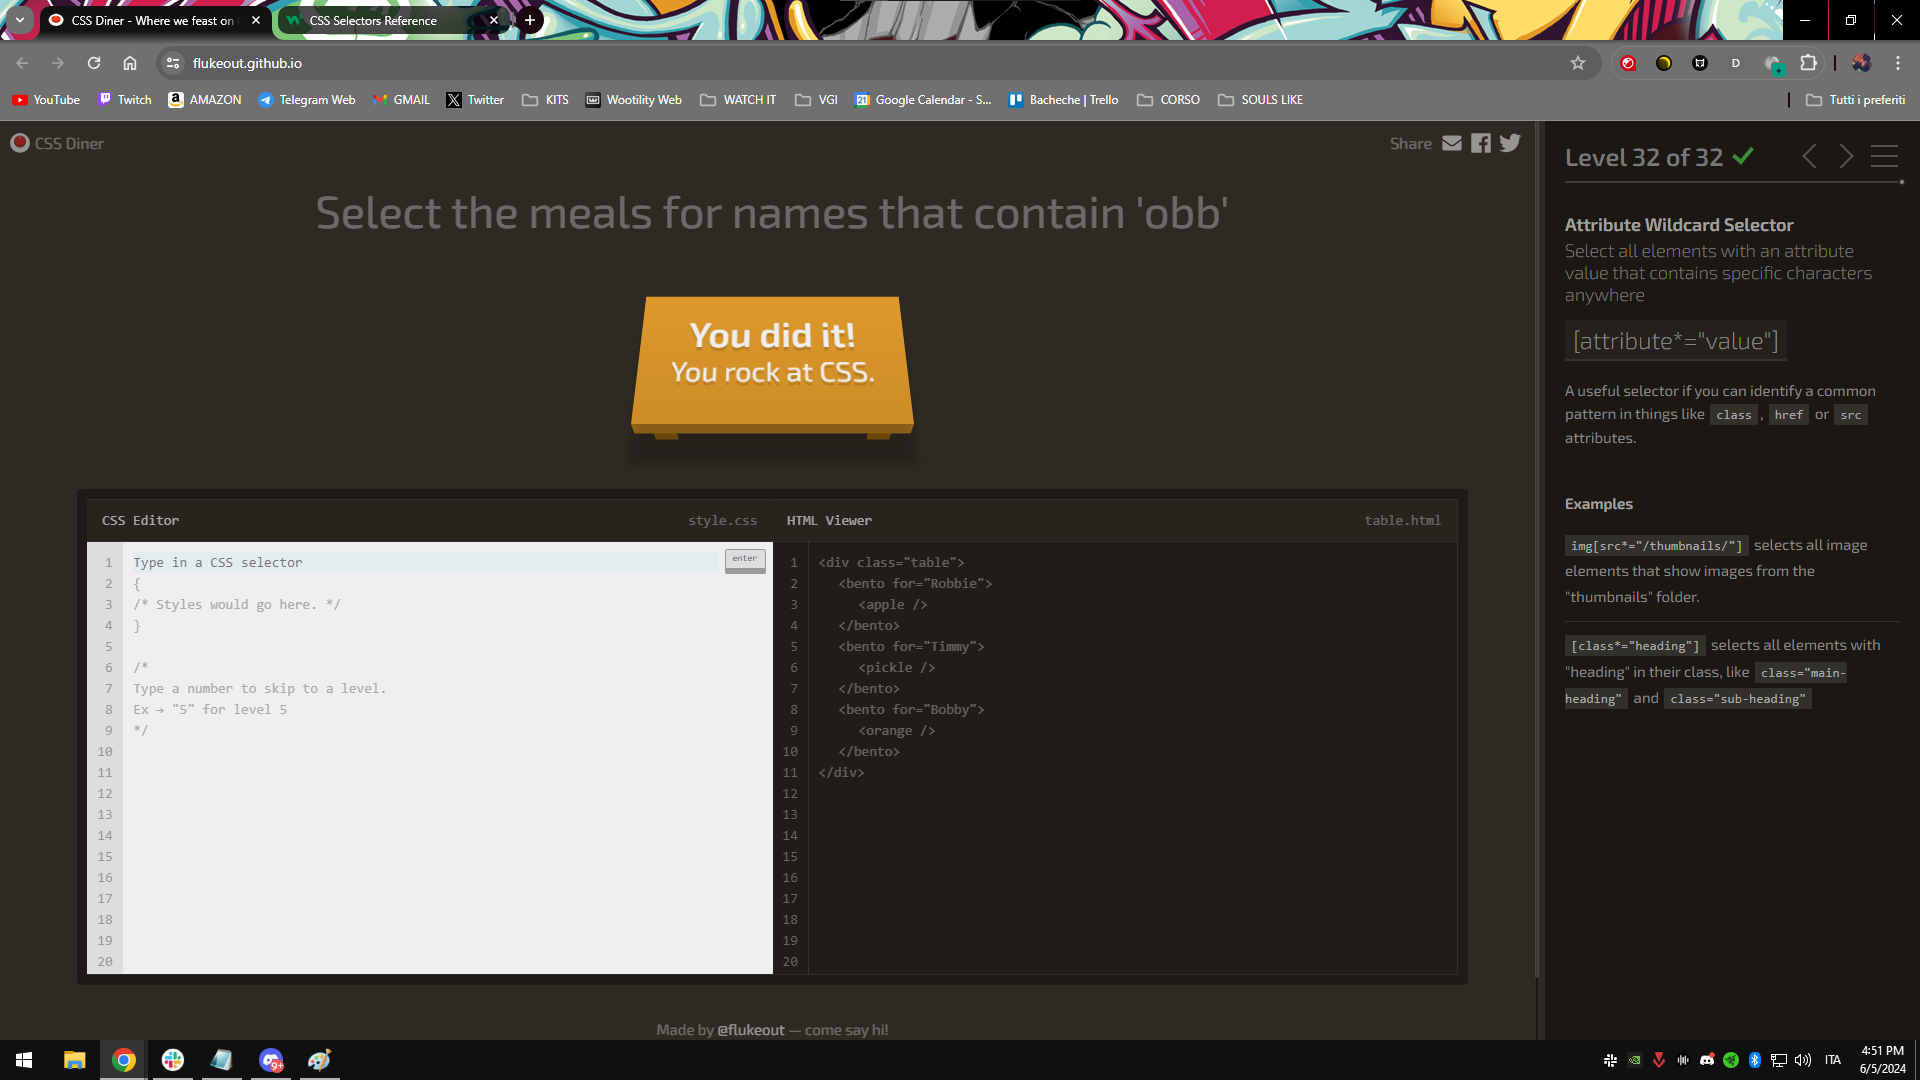 CSS Diner - Where we feast on
CSS Selectors Reference
flukeout.github.io
D
YouTube
Twitch
AMAZON
Telegram Web
GMAIL
Twitter
KITS
Wootility Web
WATCH IT
VGI
Google Calendar - S...
Bacheche | Trello
CORSO
SOULS LIKE
Tutti i preferiti
CSS Diner
Share
Select the meals for names that contain 'obb'
You did it!
You rock at CSS.
CSS Editor
style.css
HTML Viewer
table.html
enter
1 Type in a CSS selector
2 {
3 /* Styles would go here. */
4 }
5
6 /*
7 Type a number to skip to a level.
8 Ex → "5" for level 5
9 */
10
11
12
13
14
15
16
17
18
19
20
1 <div class="table">
2 <bento for="Robbie">
3 <apple />
4 </bento>
5 <bento for="Timmy">
6 <pickle />
7 </bento>
8 <bento for="Bobby">
9 <orange />
10 </bento>
11 </div>
12
13
14
15
16
17
18
19
20
Made by @flukeout — come say hi!
Level 32 of 32
Attribute Wildcard Selector
Select all elements with an attribute
value that contains specific characters
anywhere
[attribute*="value"]
A useful selector if you can identify a common
pattern in things like class , href or src
attributes.
Examples
img[src*="/thumbnails/"] selects all image
elements that show images from the
"thumbnails" folder.
[class*="heading"] selects all elements with
"heading" in their class, like class="main-
heading" and class="sub-heading"
9+
ITA
4:51 PM
6/5/2024